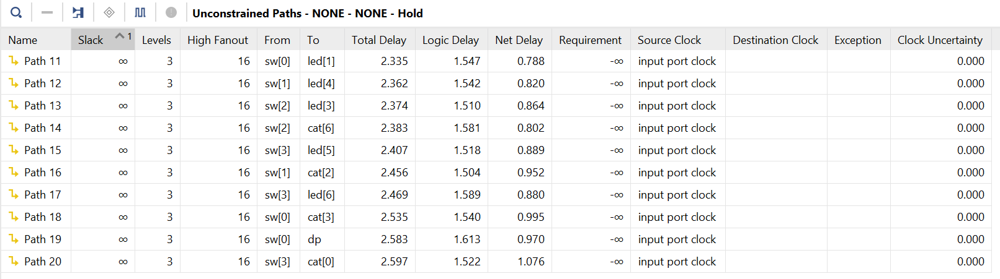 Unconstrained Paths - NONE - NONE - Hold
Name Slack 1 Levels High Fanout From To Total Delay Logic Delay Net Delay Requirement Source Clock Destination Clock Exception Clock Uncertainty
Path 11 ∞ 3 16 sw[0] led[1] 2.335 1.547 0.788 -∞ input port clock 0.000
Path 12 ∞ 3 16 sw[1] led[4] 2.362 1.542 0.820 -∞ input port clock 0.000
Path 13 ∞ 3 16 sw[2] led[3] 2.374 1.510 0.864 -∞ input port clock 0.000
Path 14 ∞ 3 16 sw[2] cat[6] 2.383 1.581 0.802 -∞ input port clock 0.000
Path 15 ∞ 3 16 sw[3] led[5] 2.407 1.518 0.889 -∞ input port clock 0.000
Path 16 ∞ 3 16 sw[1] cat[2] 2.456 1.504 0.952 -∞ input port clock 0.000
Path 17 ∞ 3 16 sw[3] led[6] 2.469 1.589 0.880 -∞ input port clock 0.000
Path 18 ∞ 3 16 sw[0] cat[3] 2.535 1.540 0.995 -∞ input port clock 0.000
Path 19 ∞ 3 16 sw[0] dp 2.583 1.613 0.970 -∞ input port clock 0.000
Path 20 ∞ 3 16 sw[3] cat[0] 2.597 1.522 1.076 -∞ input port clock 0.000